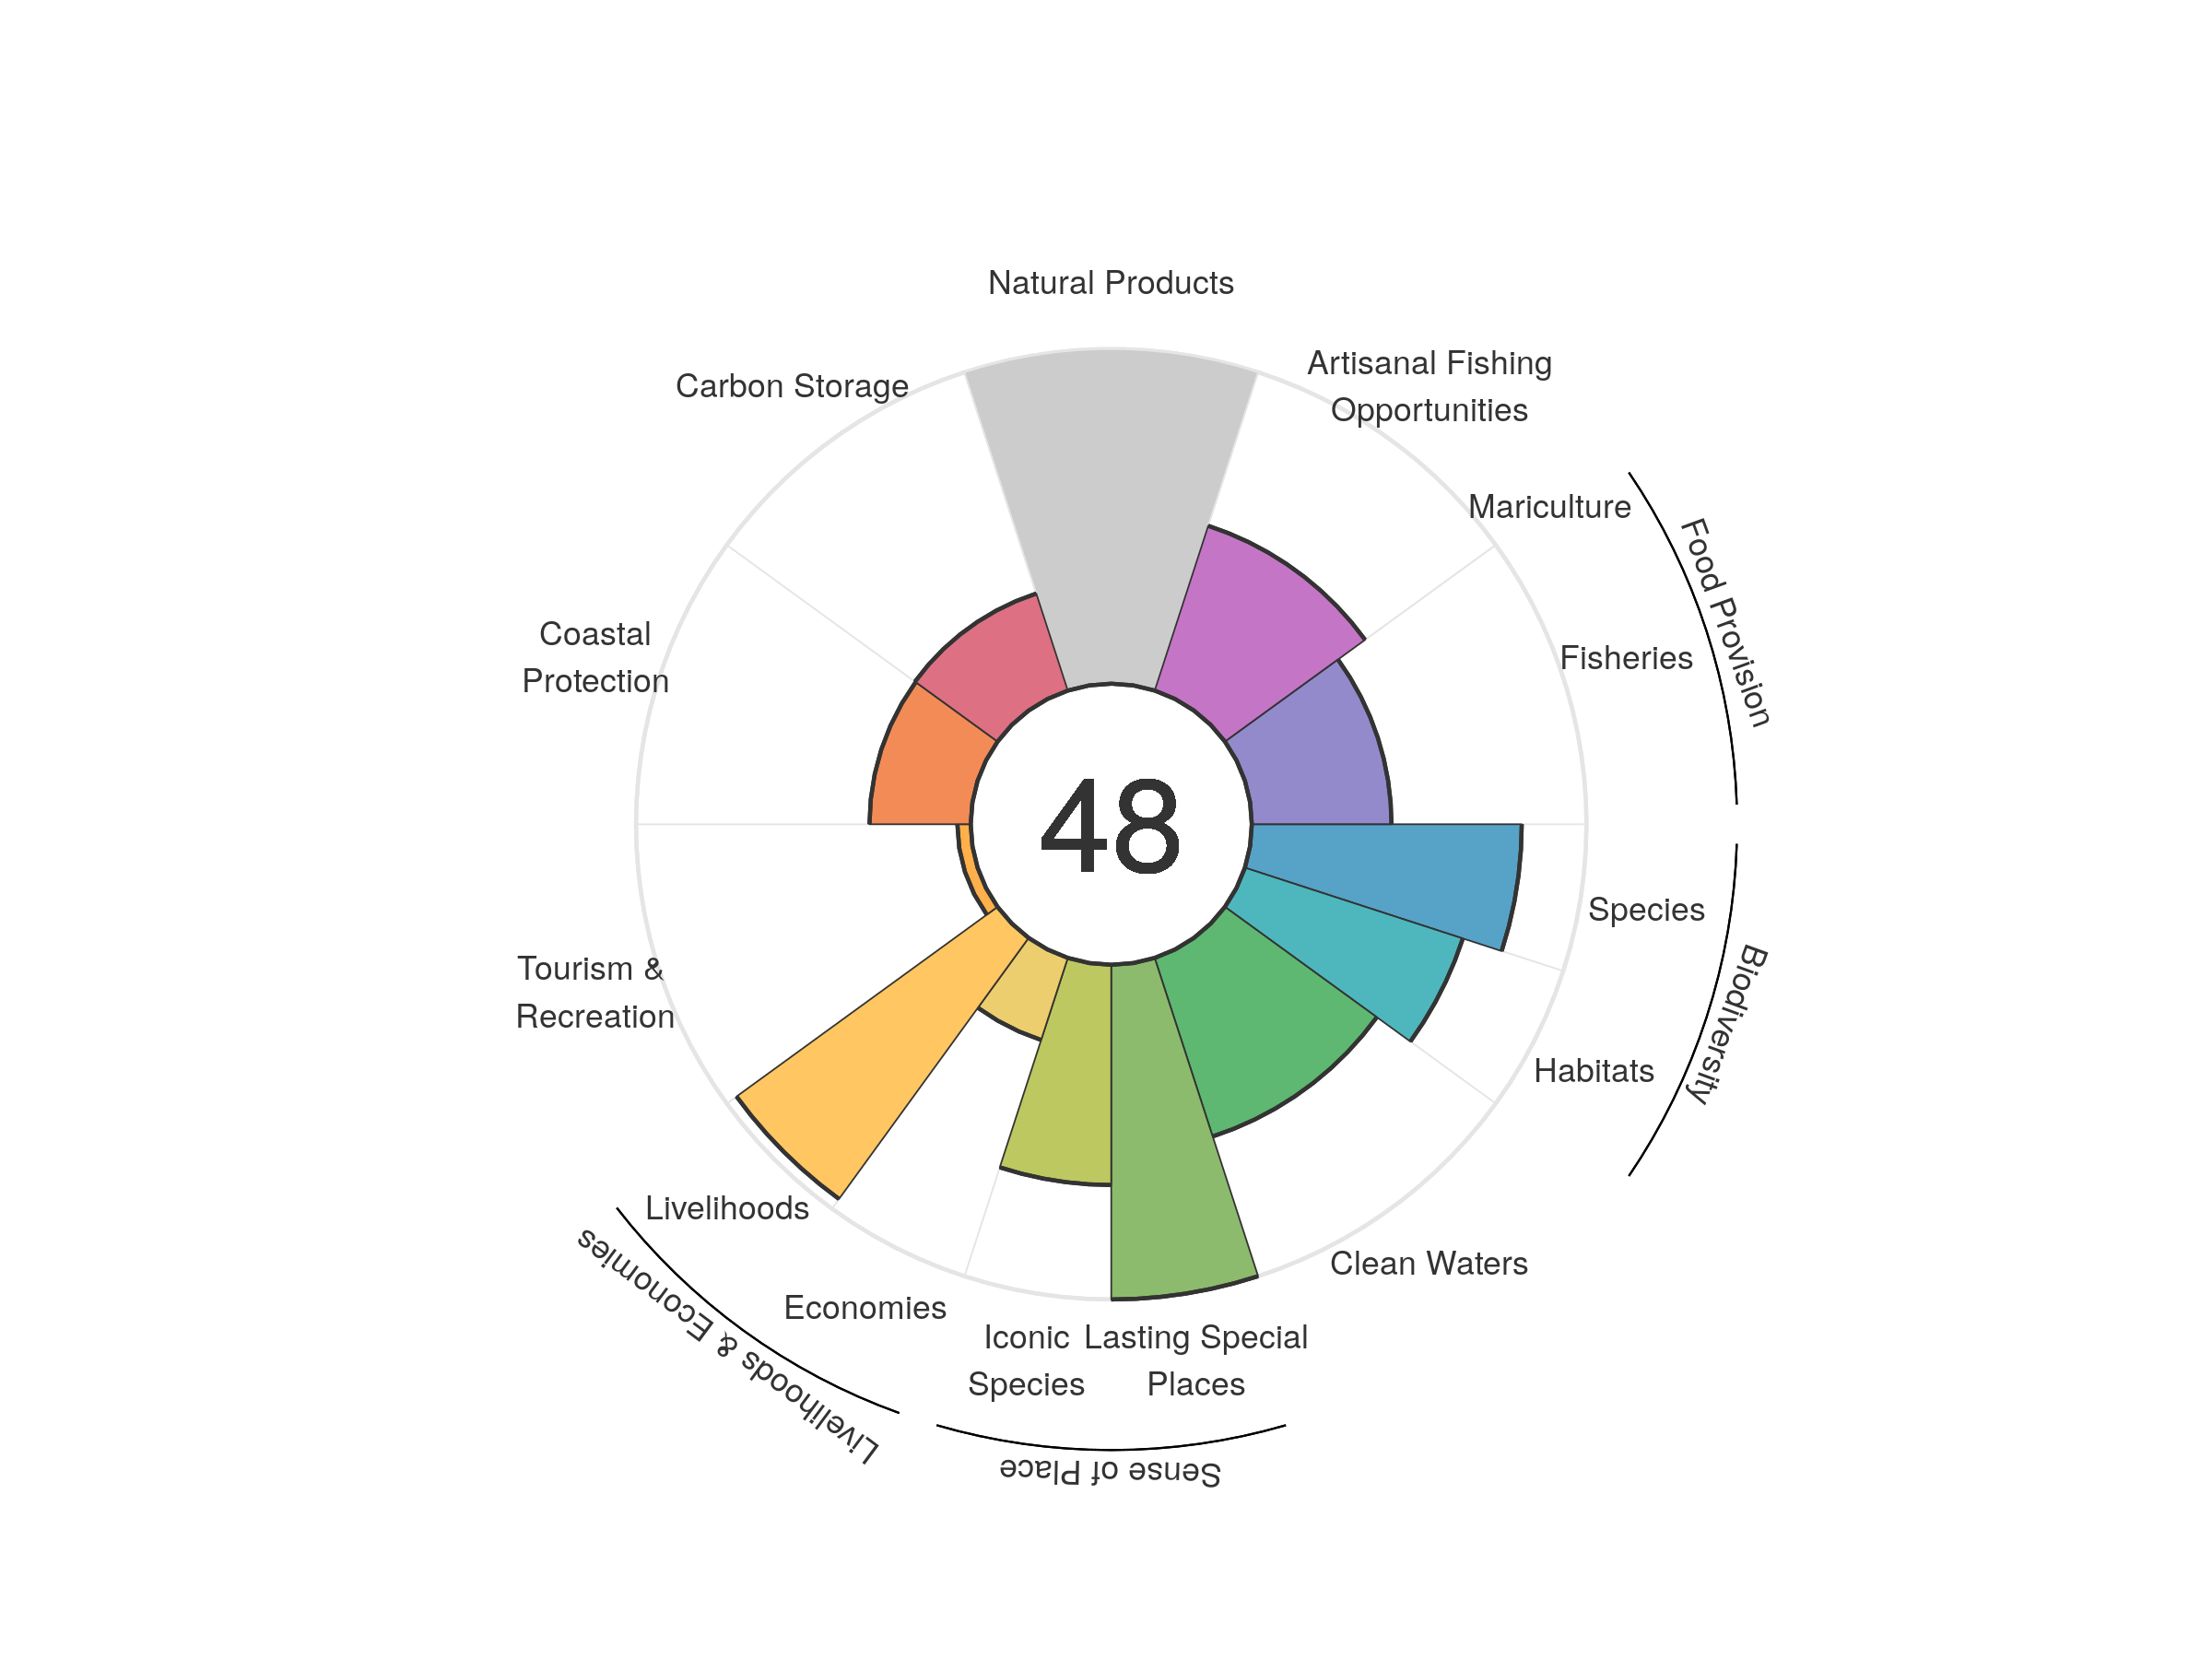 Natural Products
Artisanal Fishing
Opportunities
Carbon Storage
Mariculture
Food Provision
Fisheries
Coastal
Protection
48
Species
Biodiversity
Habitats
Tourism &
Recreation
Livelihoods
Clean Waters
Livelihoods & Economies
Economies
Iconic
Species
Lasting Special
Places
Sense of Place